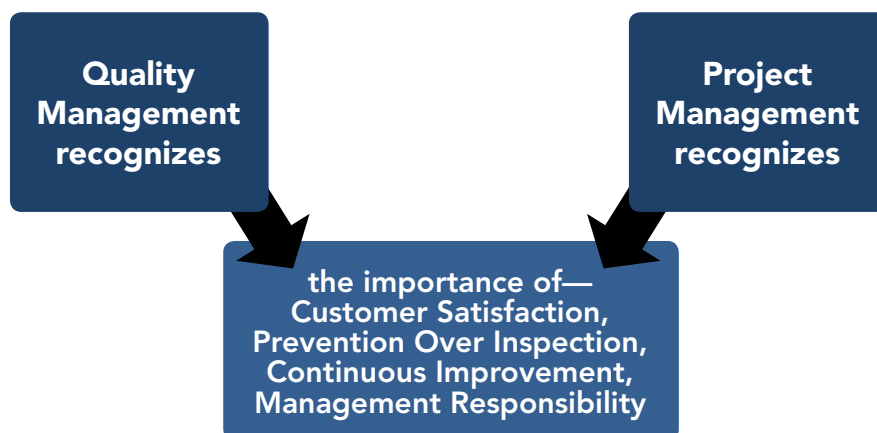 Quality
Management
recognizes
Project
Management
recognizes
the importance of—
Customer Satisfaction,
Prevention Over Inspection,
Continuous Improvement,
Management Responsibility